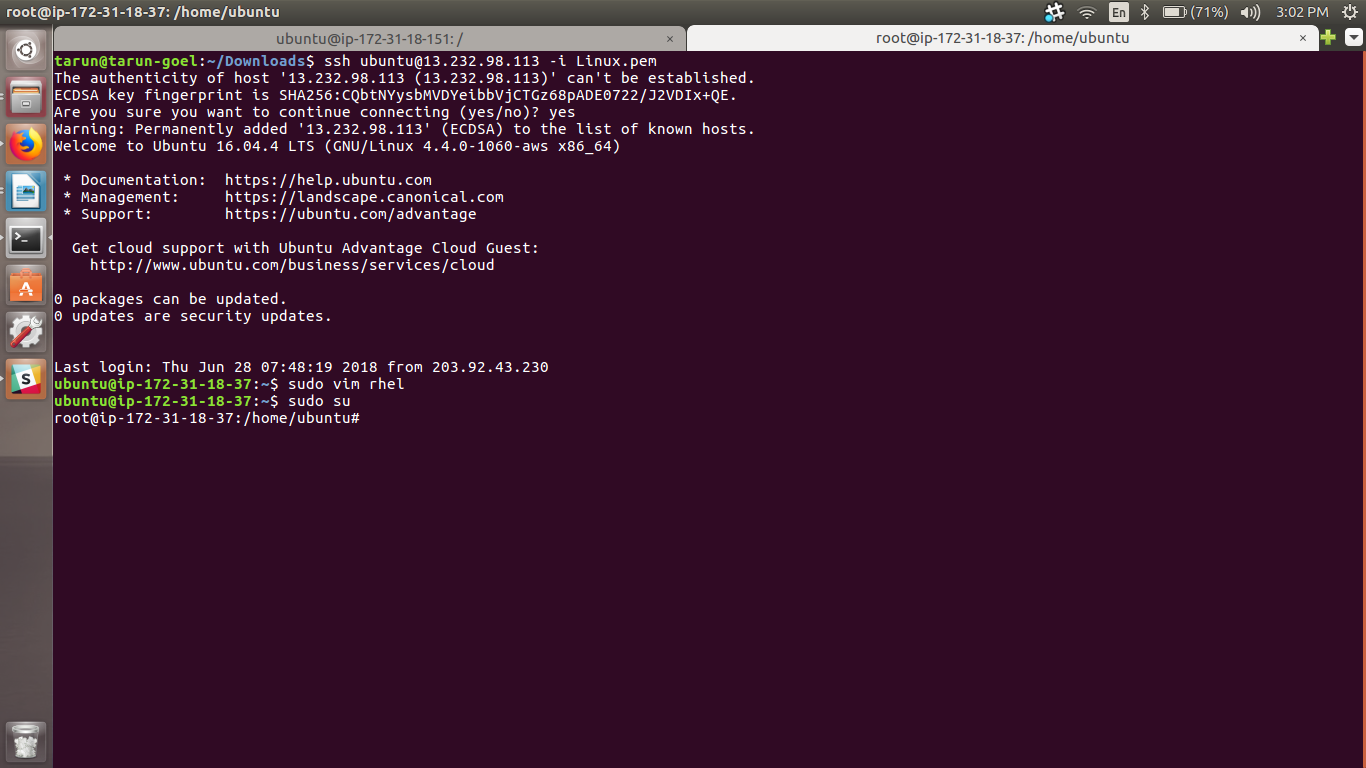 root@ip-172-31-18-37: /home/ubuntu
En
(71%)
3:02 PM
ubuntu@ip-172-31-18-151: /
×
root@ip-172-31-18-37: /home/ubuntu
×
tarun@tarun-goel:~/Downloads$ ssh ubuntu@13.232.98.113 -i Linux.pem
The authenticity of host '13.232.98.113 (13.232.98.113)' can't be established.
ECDSA key fingerprint is SHA256:CQbtNYysbMVDYeibbVjCTGz68pADE0722/J2VDIx+QE.
Are you sure you want to continue connecting (yes/no)? yes
Warning: Permanently added '13.232.98.113' (ECDSA) to the list of known hosts.
Welcome to Ubuntu 16.04.4 LTS (GNU/Linux 4.4.0-1060-aws x86_64)

 * Documentation:  https://help.ubuntu.com
 * Management:     https://landscape.canonical.com
 * Support:        https://ubuntu.com/advantage

  Get cloud support with Ubuntu Advantage Cloud Guest:
    http://www.ubuntu.com/business/services/cloud

0 packages can be updated.
0 updates are security updates.

Last login: Thu Jun 28 07:48:19 2018 from 203.92.43.230
ubuntu@ip-172-31-18-37:~$ sudo vim rhel
ubuntu@ip-172-31-18-37:~$ sudo su
root@ip-172-31-18-37:/home/ubuntu#